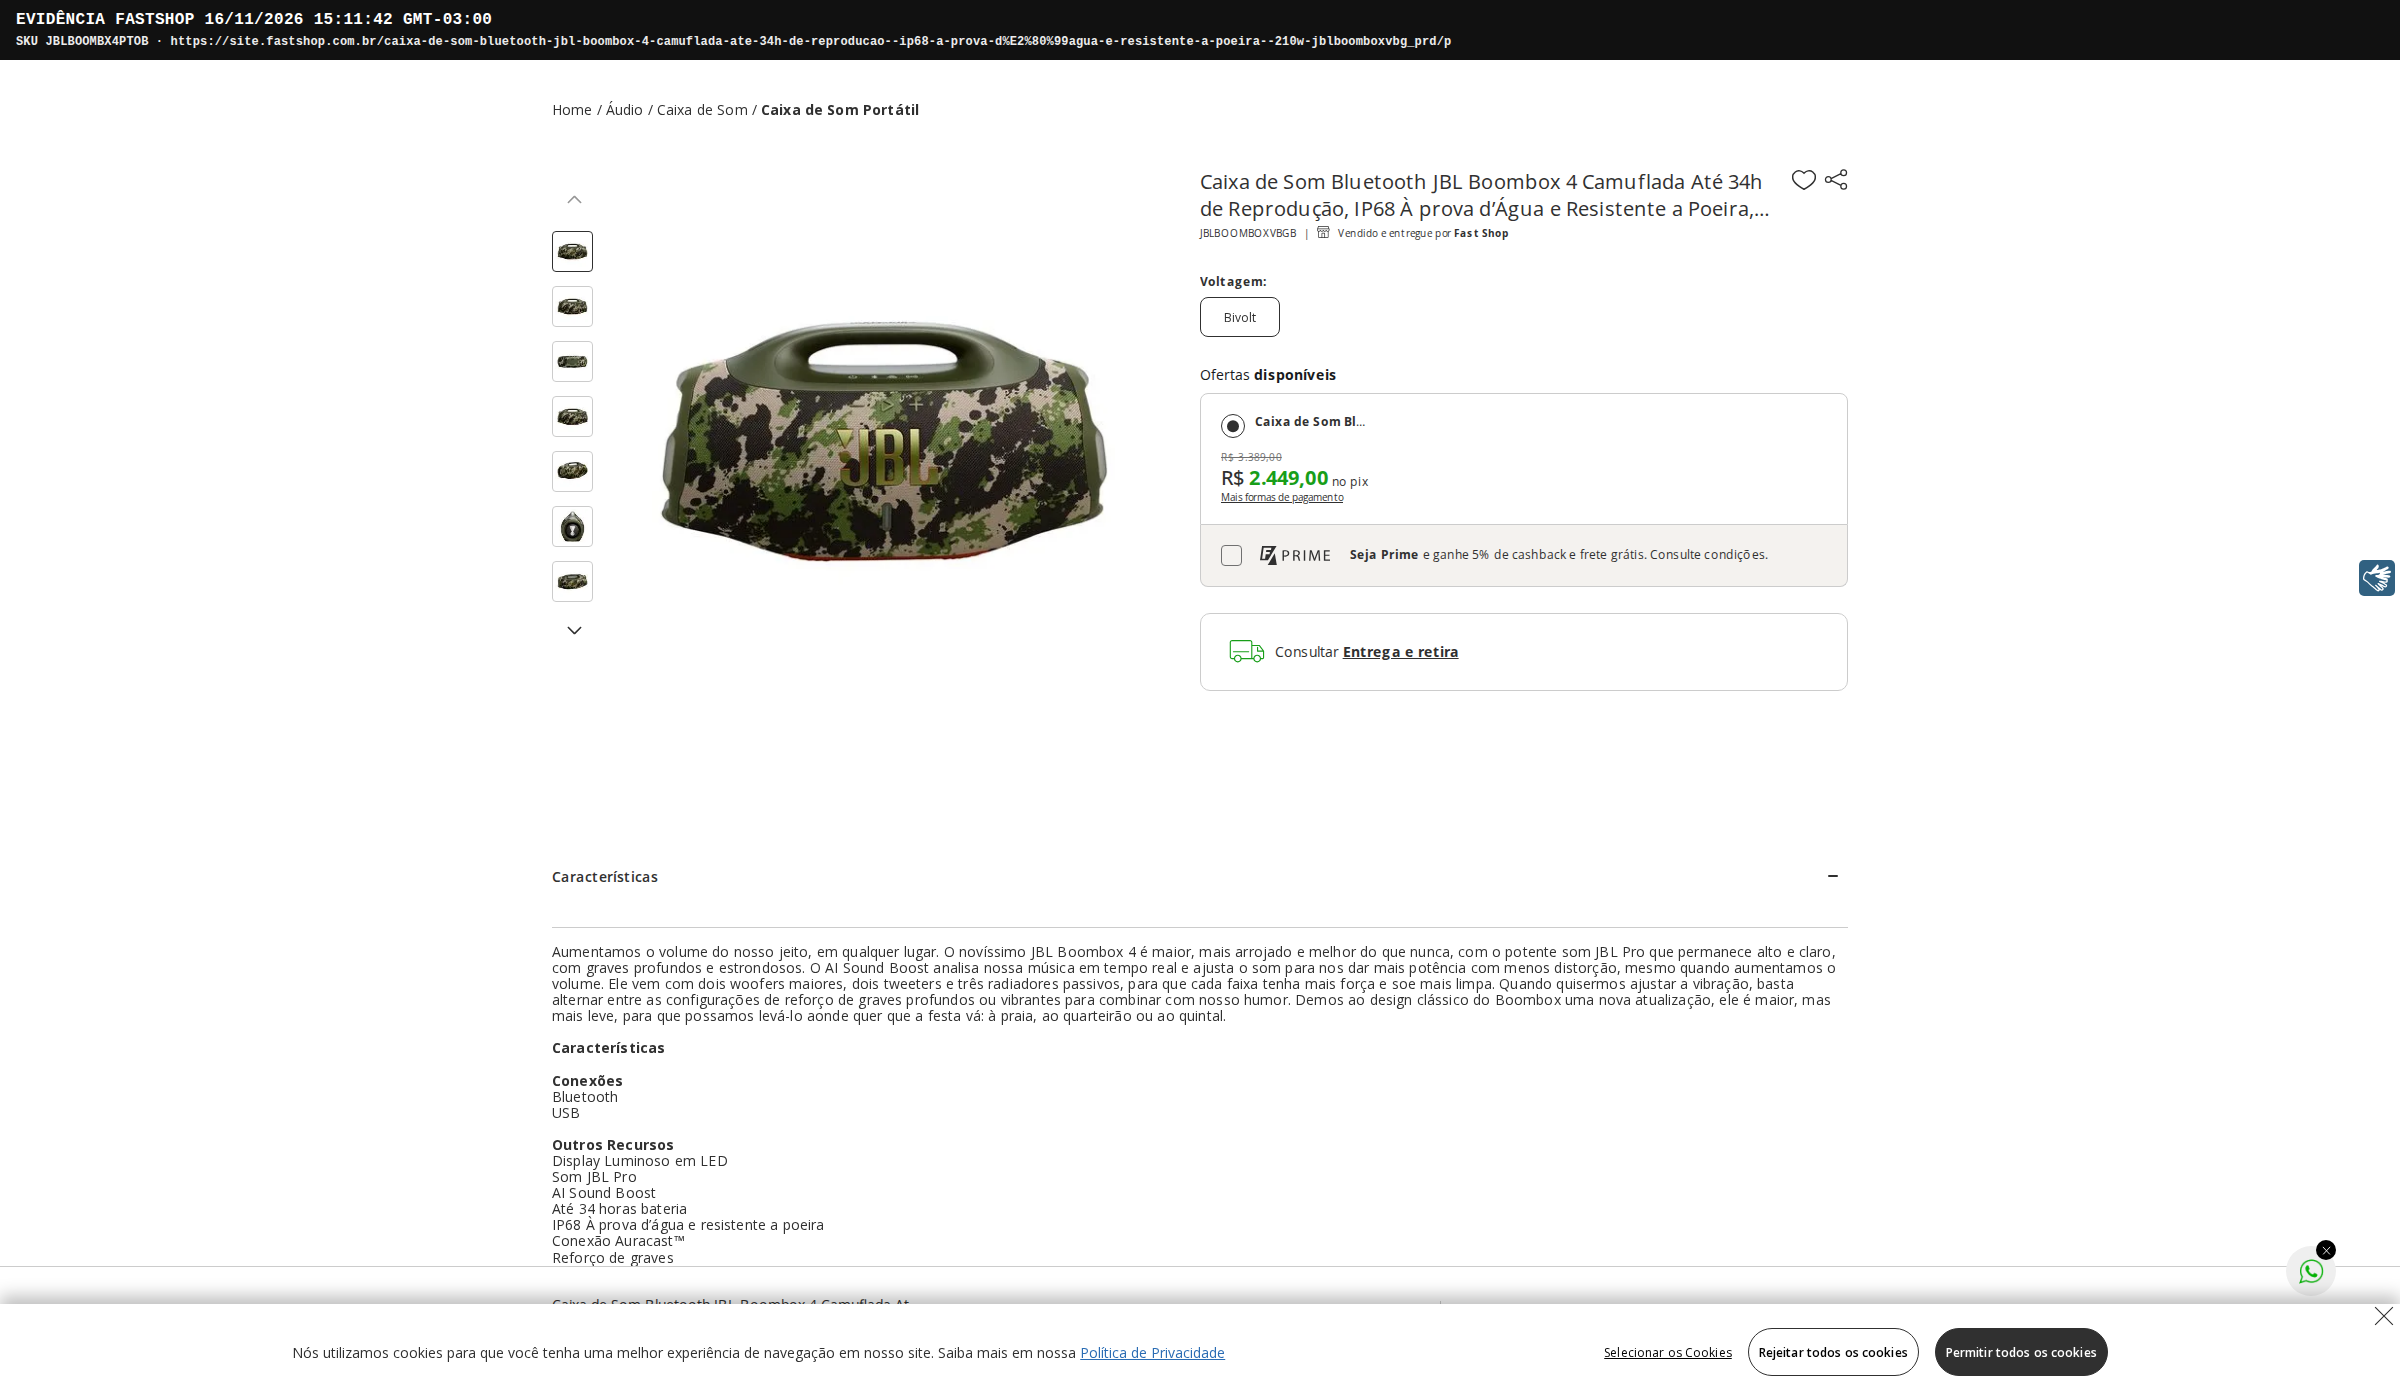 EVIDÊNCIA FASTSHOP 16/11/2026 15:11:42 GMT-03:00
SKU JBLBOOMBX4PTOB · https://site.fastshop.com.br/caixa-de-som-bluetooth-jbl-boombox-4-camuflada-ate-34h-de-reproducao--ip68-a-prova-d%E2%80%99agua-e-resistente-a-poeira--210w-jblboomboxvbg_prd/p
Home / Áudio / Caixa de Som / Caixa de Som Portátil
Caixa de Som Bluetooth JBL Boombox 4 Camuflada Até 34h
de Reprodução, IP68 À prova d’Água e Resistente a Poeira,...
JBLBOOMBOXVBGB | Vendido e entregue por Fast Shop
Voltagem:
Bivolt
Ofertas disponíveis
Caixa de Som Bl...
R$ 3.389,00
R$ 2.449,00 no pix
Mais formas de pagamento
PRIME Seja Prime e ganhe 5% de cashback e frete grátis. Consulte condições.
Consultar Entrega e retira
JBL
Características
Aumentamos o volume do nosso jeito, em qualquer lugar. O novíssimo JBL Boombox 4 é maior, mais arrojado e melhor do que nunca, com o potente som JBL Pro que permanece alto e claro,
com graves profundos e estrondosos. O AI Sound Boost analisa nossa música em tempo real e ajusta o som para nos dar mais potência com menos distorção, mesmo quando aumentamos o
volume. Ele vem com dois woofers maiores, dois tweeters e três radiadores passivos, para que cada faixa tenha mais força e soe mais limpa. Quando quisermos ajustar a vibração, basta
alternar entre as configurações de reforço de graves profundos ou vibrantes para combinar com nosso humor. Demos ao design clássico do Boombox uma nova atualização, ele é maior, mas
mais leve, para que possamos levá-lo aonde quer que a festa vá: à praia, ao quarteirão ou ao quintal.
Características
Conexões
Bluetooth
USB
Outros Recursos
Display Luminoso em LED
Som JBL Pro
AI Sound Boost
Até 34 horas bateria
IP68 À prova d’água e resistente a poeira
Conexão Auracast™
Reforço de graves
Caixa de Som Bluetooth JBL Boombox 4 Camuflada At
Nós utilizamos cookies para que você tenha uma melhor experiência de navegação em nosso site. Saiba mais em nossa Política de Privacidade
Selecionar os Cookies
Rejeitar todos os cookies
Permitir todos os cookies